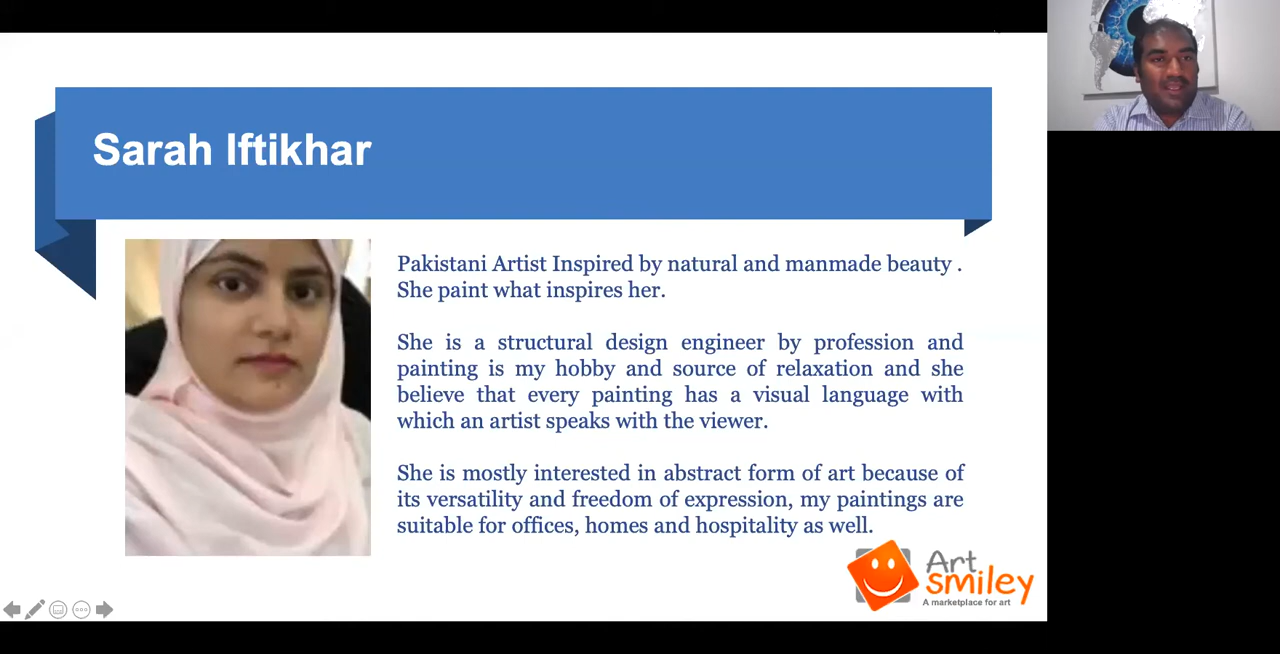 Sarah Iftikhar
Pakistani Artist Inspired by natural and manmade beauty .
She paint what inspires her.
She is a structural design engineer by profession and
painting is my hobby and source of relaxation and she
believe that every painting has a visual language with
which an artist speaks with the viewer.
She is mostly interested in abstract form of art because of
its versatility and freedom of expression, my paintings are
suitable for offices, homes and hospitality as well.
Art
smiley
A marketplace for art